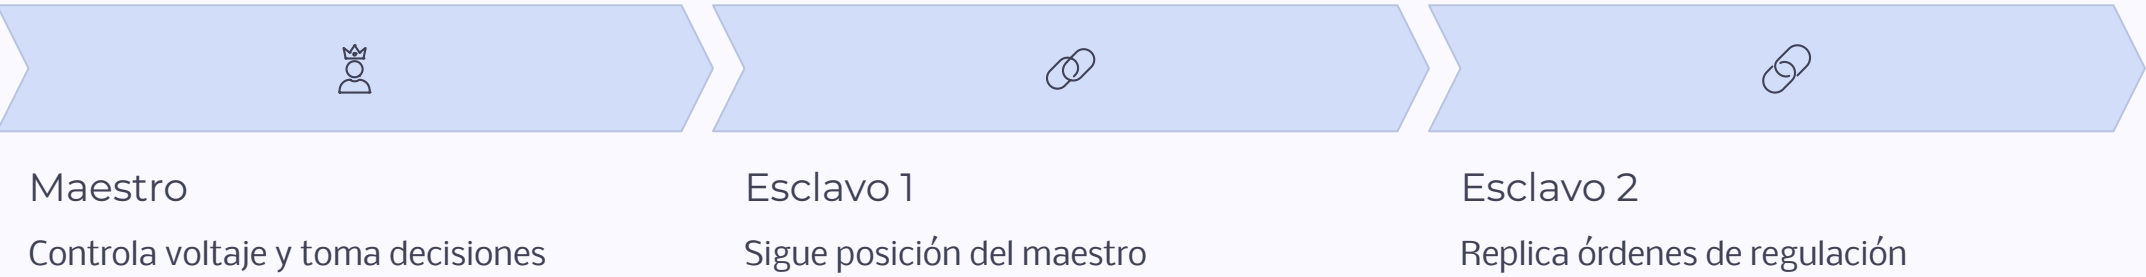 Maestro
Controla voltaje y toma decisiones
Esclavo 1
Sigue posición del maestro
Esclavo 2
Replica órdenes de regulación